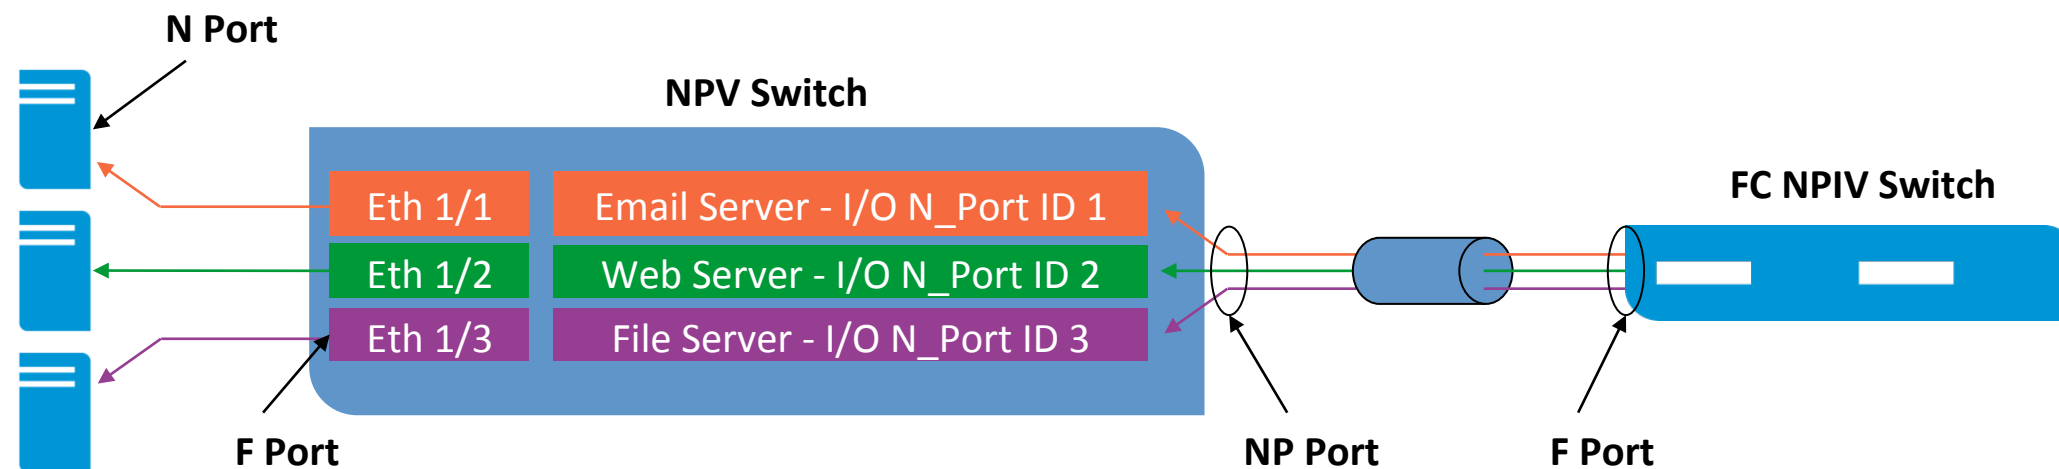 N Port
NPV Switch
FC NPIV Switch
Eth 1/1
Email Server - I/O N_Port ID 1
Eth 1/2
Web Server - I/O N_Port ID 2
Eth 1/3
File Server - I/O N_Port ID 3
F Port
NP Port
F Port